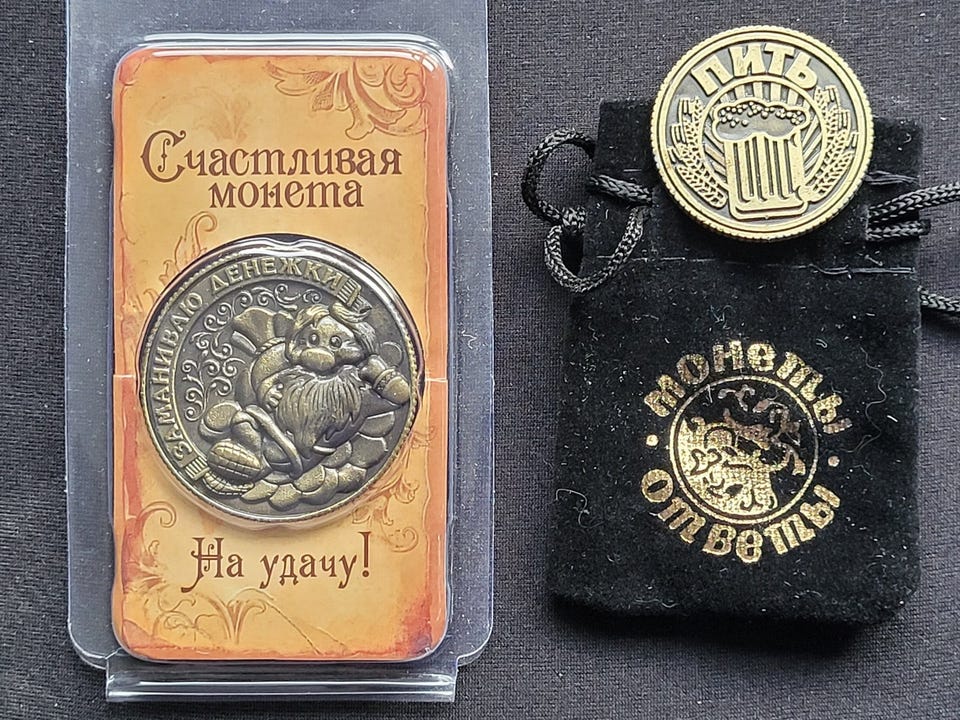 Счастливая
монета
ЗАМАНИВАЮ ДЕНЕЖКИ
На удачу!
ПИТЬ
монеты
ответы